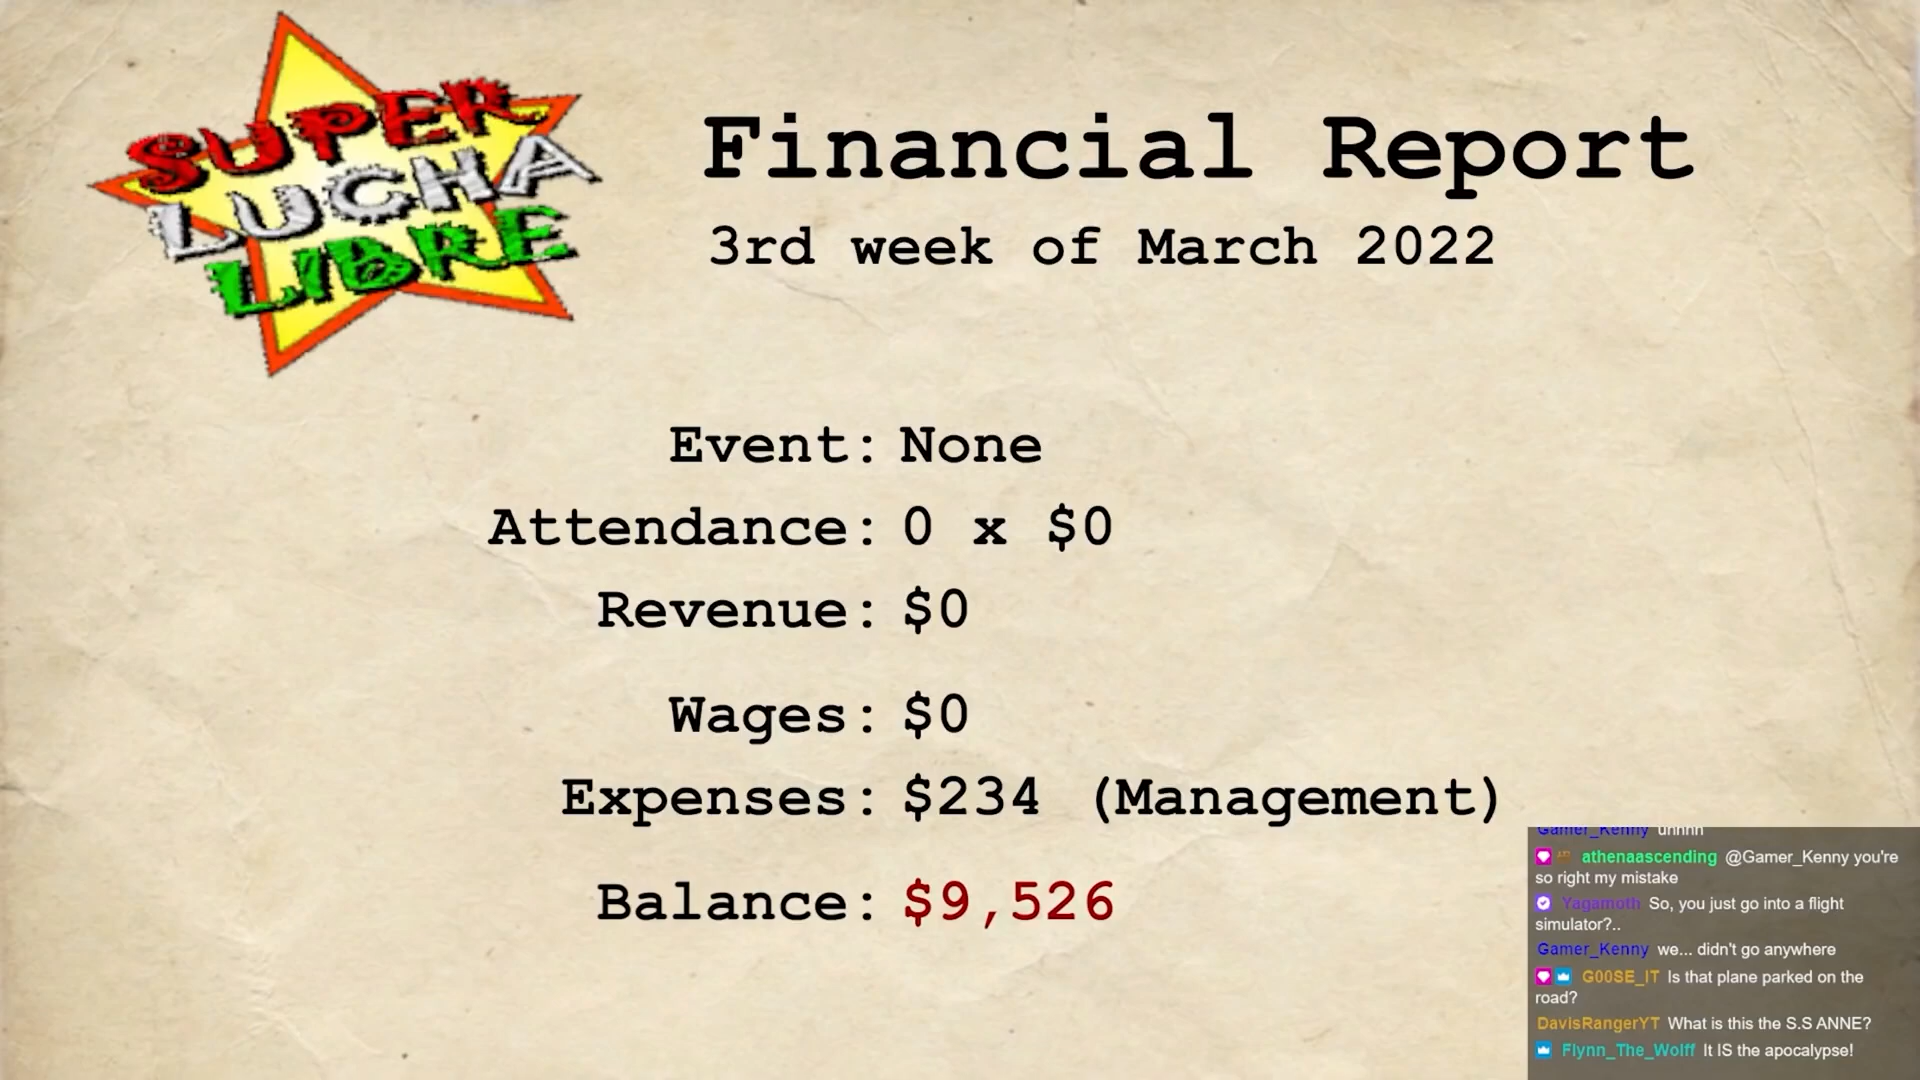 SUPER
LUCHA
LIBRE
Financial Report
3rd week of March 2022
Event: None
Attendance: 0 x $0
Revenue: $0
Wages: $0
Expenses: $234 (Management)
Balance: $9,526
Gamer_Kenny uhhhh
athenaascending @Gamer_Kenny you're
so right my mistake
Yagamoth So, you just go into a flight
simulator?..
Gamer_Kenny we... didn't go anywhere
G00SE_IT Is that plane parked on the
road?
DavisRangerYT What is this the S.S ANNE?
Flynn_The_Wolff It IS the apocalypse!